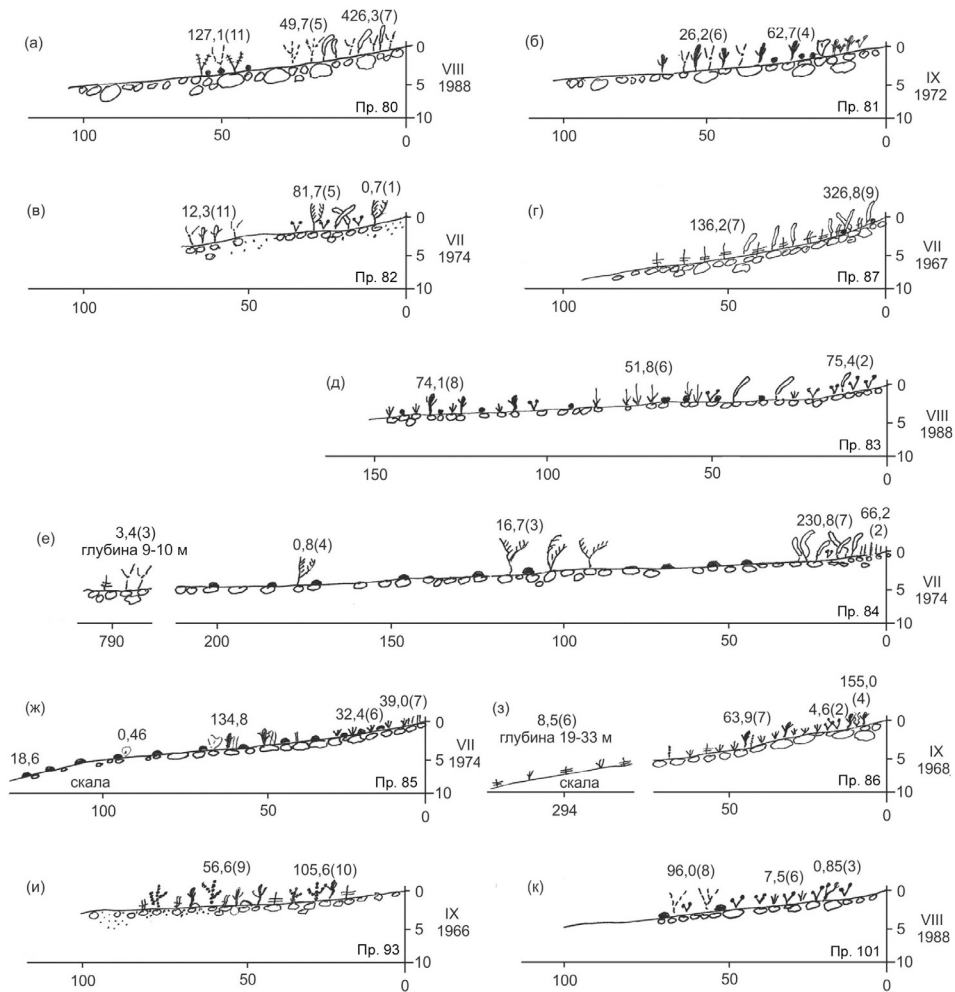 (а)
127,1(11) 49,7(5) 426,3(7)
0
5
10
VIII
1988
Пр. 80
100 50 0
(б)
26,2(6) 62,7(4)
0
5
10
IX
1972
Пр. 81
100 50 0
(в)
12,3(11) 81,7(5) 0,7(1)
0
5
10
VII
1974
Пр. 82
100 50 0
(г)
136,2(7) 326,8(9)
0
5
10
VII
1967
Пр. 87
100 50 0
(д)
74,1(8) 51,8(6) 75,4(2)
0
5
10
VIII
1988
Пр. 83
150 100 50 0
(е)
3,4(3)
глубина 9-10 м
0,8(4) 16,7(3) 230,8(7) 66,2
(2)
0
5
10
VII
1974
Пр. 84
790 200 150 100 50 0
(ж)
18,6 0,46 134,8 32,4(6) 39,0(7)
0
5
10
VII
1974
скала
Пр. 85
100 50 0
(з)
8,5(6)
глубина 19-33 м
63,9(7) 4,6(2) 155,0
(4)
0
5
10
IX
1968
скала
Пр. 86
294 50 0
(и)
56,6(9) 105,6(10)
0
5
10
IX
1966
Пр. 93
100 50 0
(к)
96,0(8) 7,5(6) 0,85(3)
0
5
10
VIII
1988
Пр. 101
100 50 0